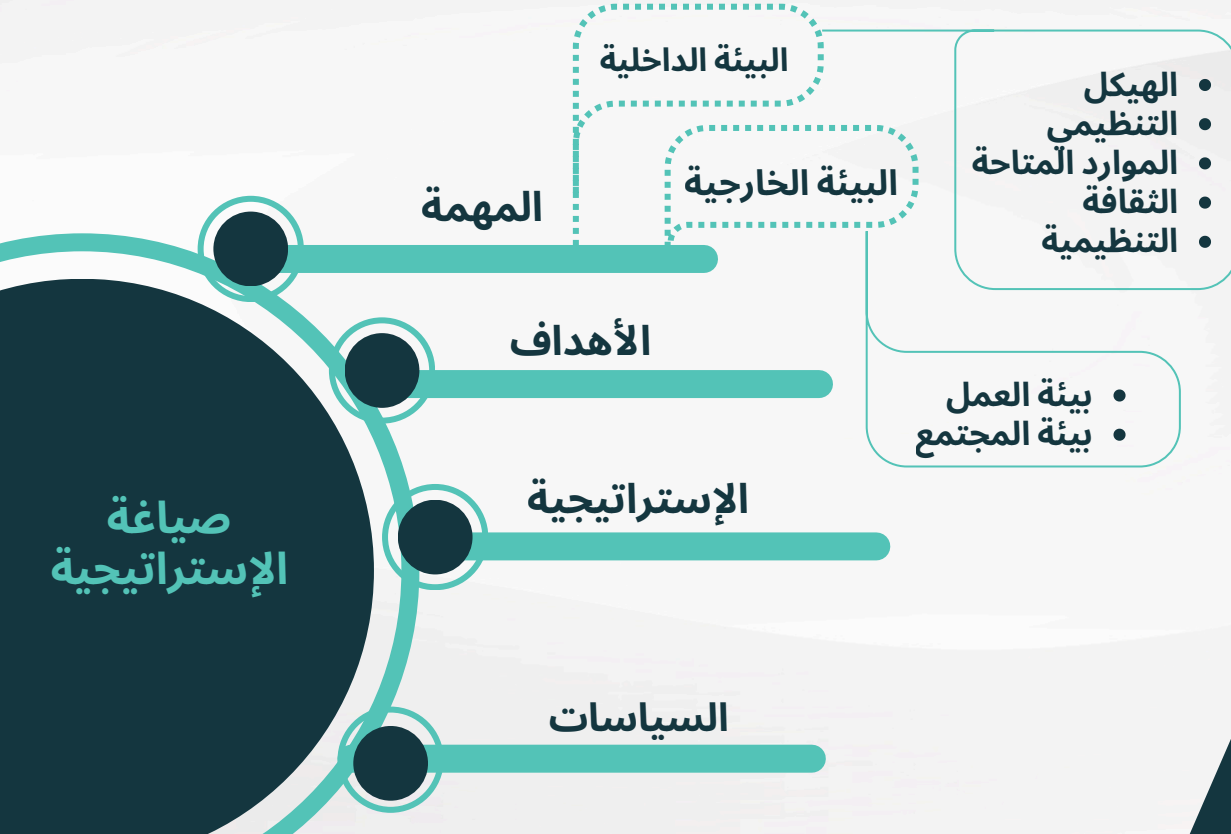 البيئة الداخلية
الهيكل
التنظيمي
الموارد المتاحة
الثقافة
التنظيمية
البيئة الخارجية
بيئة العمل
بيئة المجتمع
المهمة
الأهداف
الإستراتيجية
السياسات
صياغة
الإستراتيجية